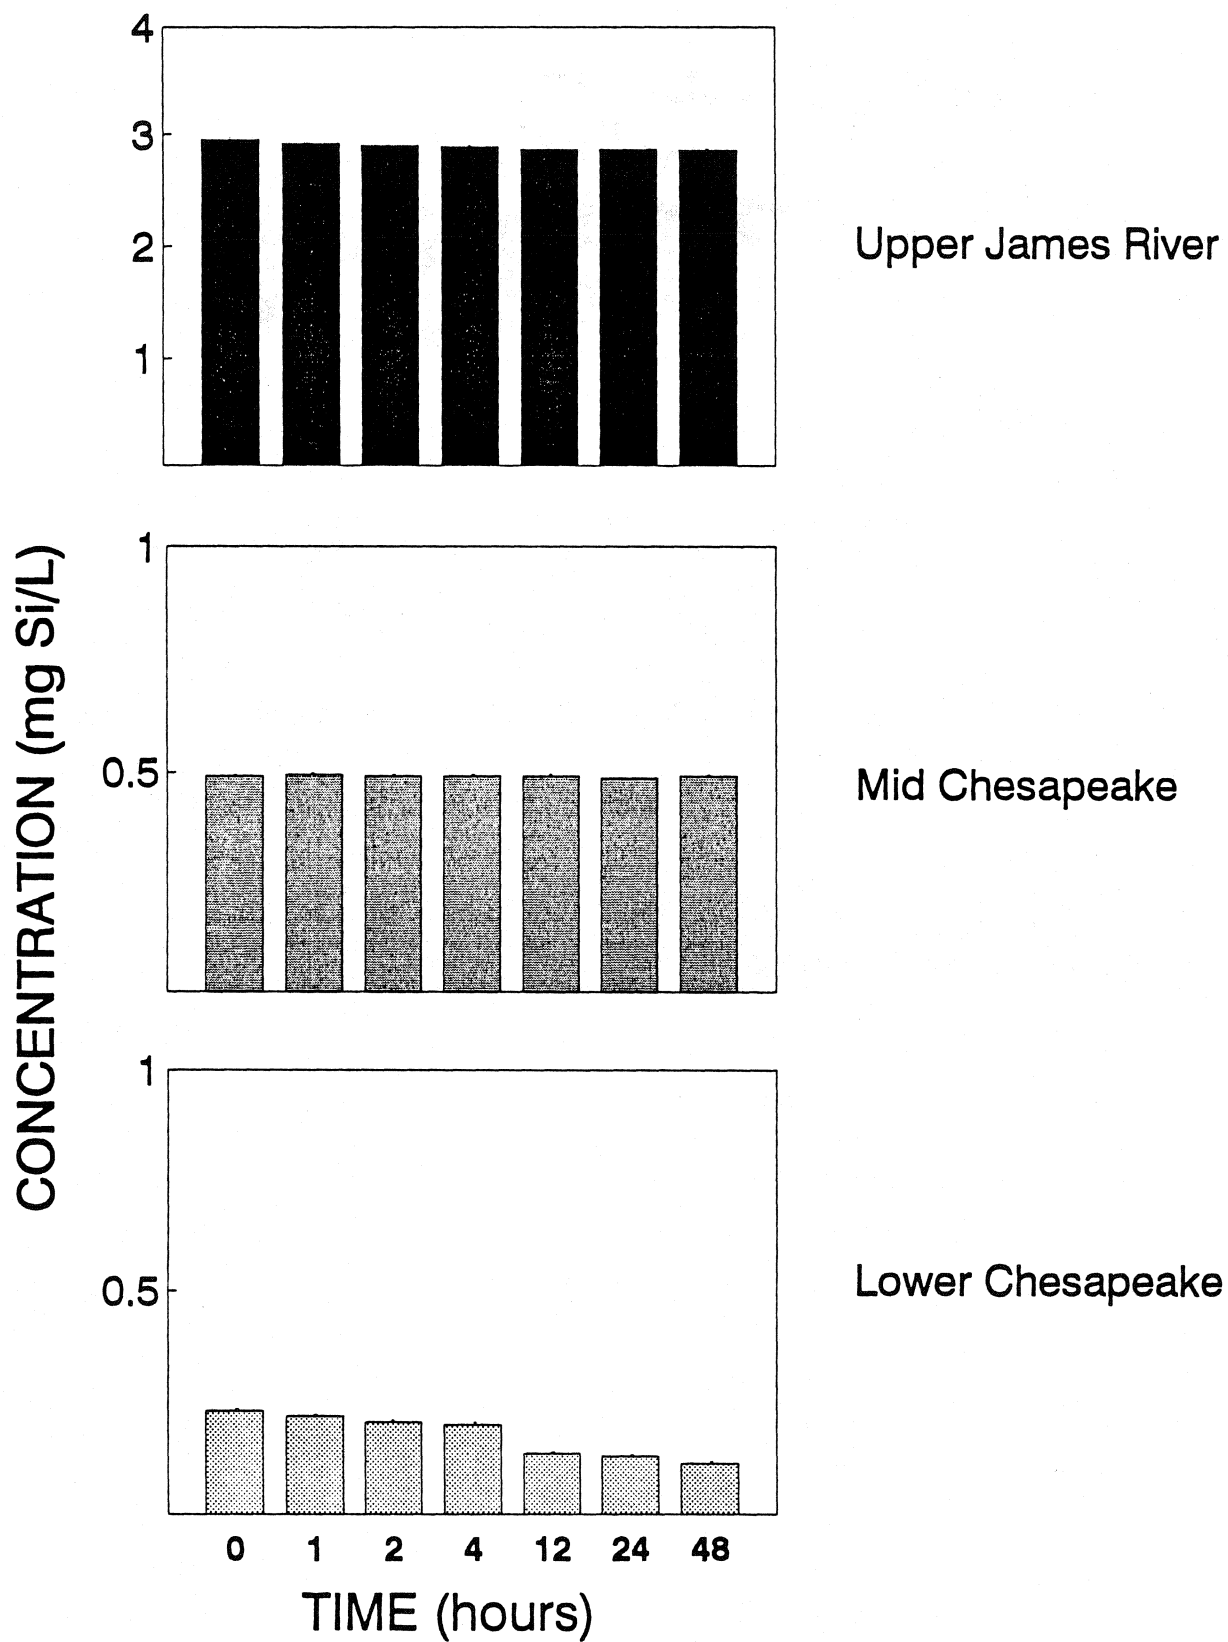 4
3
2
1
Upper James River
CONCENTRATION (mg Si/L)
1
0.5
Mid Chesapeake
1
0.5
Lower Chesapeake
0 1 2 4 12 24 48
TIME (hours)